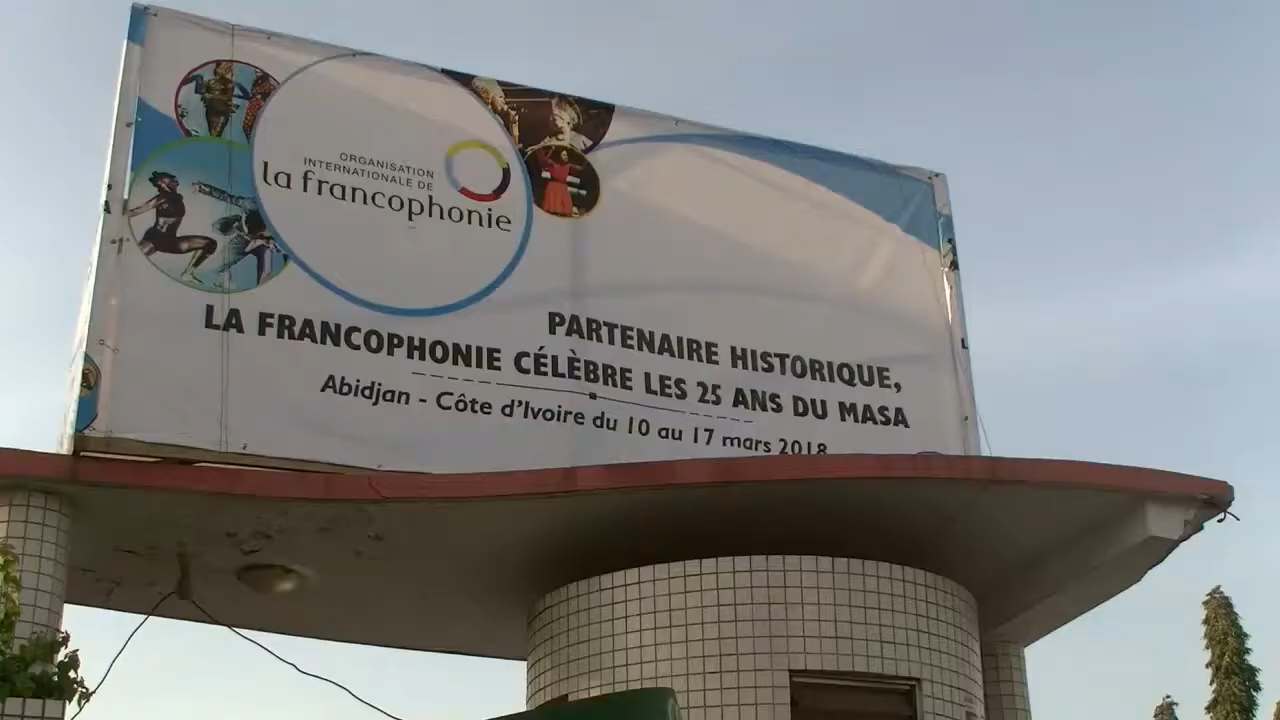 ORGANISATION
INTERNATIONALE DE
la francophonie
PARTENAIRE HISTORIQUE,
LA FRANCOPHONIE CÉLÈBRE LES 25 ANS DU MASA
Abidjan - Côte d'Ivoire du 10 au 17 mars 2018